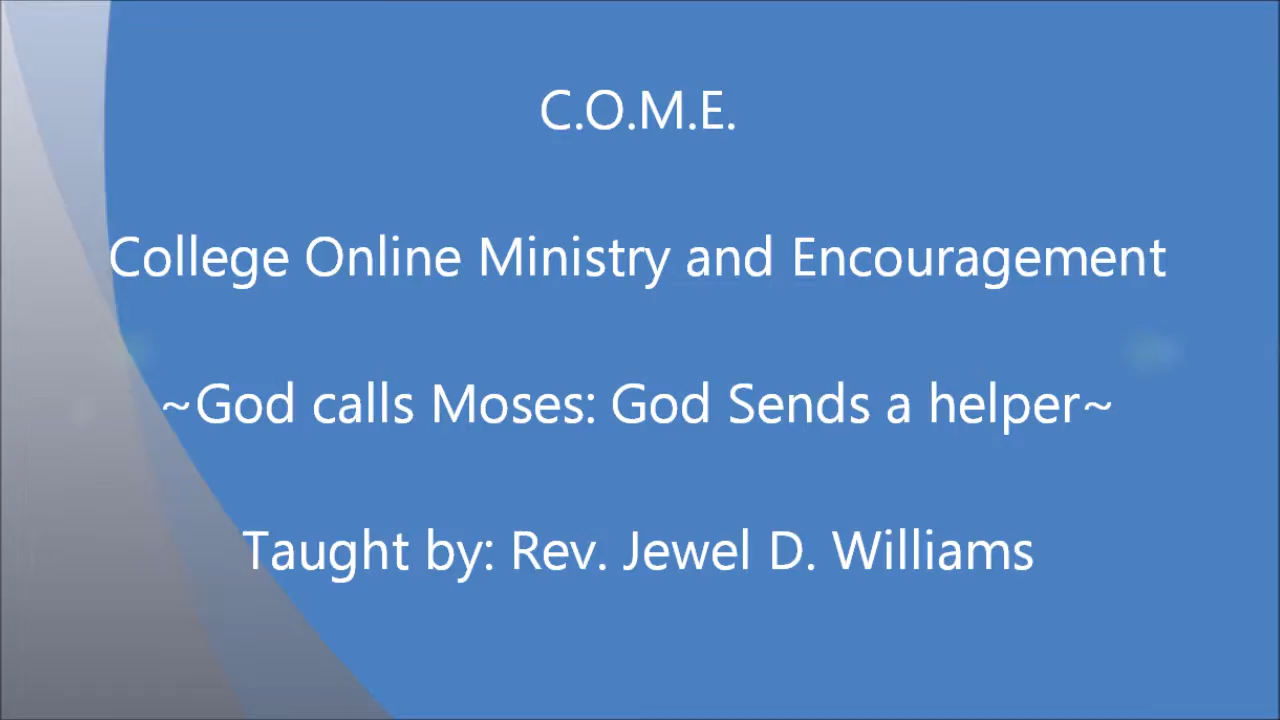 C.O.M.E.
College Online Ministry and Encouragement
~God calls Moses: God Sends a helper~
Taught by: Rev. Jewel D. Williams